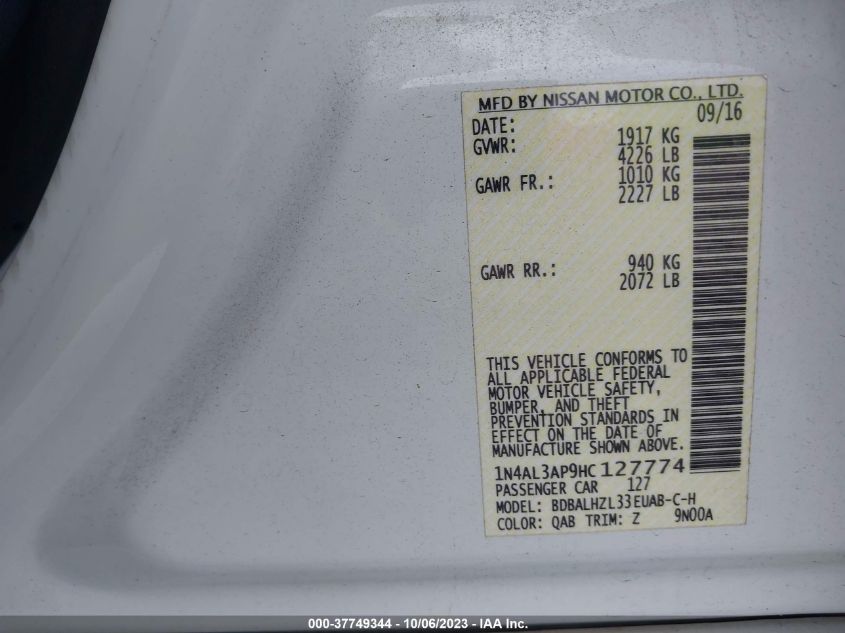 MFD BY NISSAN MOTOR CO., LTD.
DATE: 09/16
GVWR: 1917 KG
4226 LB
GAWR FR.: 1010 KG
2227 LB
GAWR RR.: 940 KG
2072 LB
THIS VEHICLE CONFORMS TO
ALL APPLICABLE FEDERAL
MOTOR VEHICLE SAFETY,
BUMPER, AND THEFT
PREVENTION STANDARDS IN
EFFECT ON THE DATE OF
MANUFACTURE SHOWN ABOVE.
1N4AL3AP9HC127774
PASSENGER CAR 127
MODEL: BDBALHZL33EUAB-C-H
COLOR: QAB TRIM: Z 9N00A
000-37749344 - 10/06/2023 - IAA Inc.